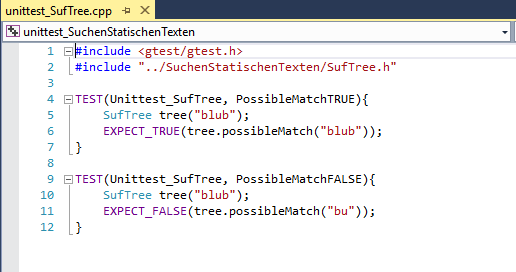 unittest_SufTree.cpp
unittest_SuchenStatischenTexten
1 #include <gtest/gtest.h>
2 #include "../SuchenStatischenTexten/SufTree.h"
3
4 TEST(Unittest_SufTree, PossibleMatchTRUE){
5 SufTree tree("blub");
6 EXPECT_TRUE(tree.possibleMatch("blub"));
7 }
8
9 TEST(Unittest_SufTree, PossibleMatchFALSE){
10 SufTree tree("blub");
11 EXPECT_FALSE(tree.possibleMatch("bu"));
12 }